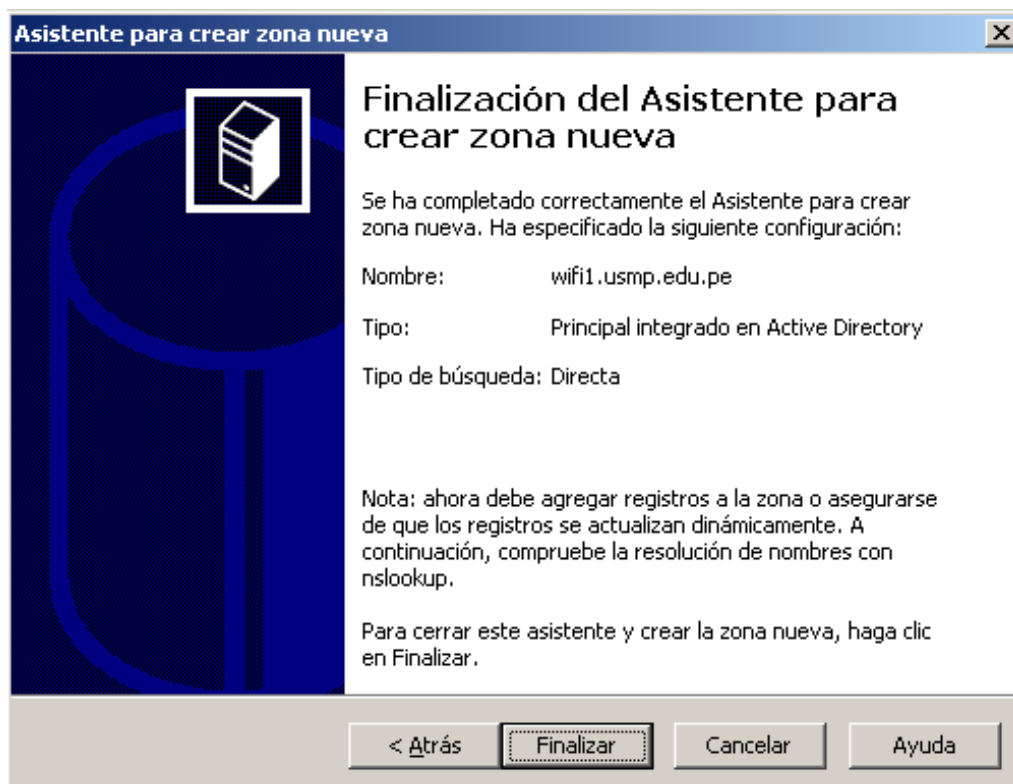 Asistente para crear zona nueva
Finalización del Asistente para
crear zona nueva
Se ha completado correctamente el Asistente para crear
zona nueva. Ha especificado la siguiente configuración:
Nombre: wifi1.usmp.edu.pe
Tipo: Principal integrado en Active Directory
Tipo de búsqueda: Directa
Nota: ahora debe agregar registros a la zona o asegurarse
de que los registros se actualizan dinámicamente. A
continuación, compruebe la resolución de nombres con
nslookup.
Para cerrar este asistente y crear la zona nueva, haga clic
en Finalizar.
< Atrás Finalizar Cancelar Ayuda